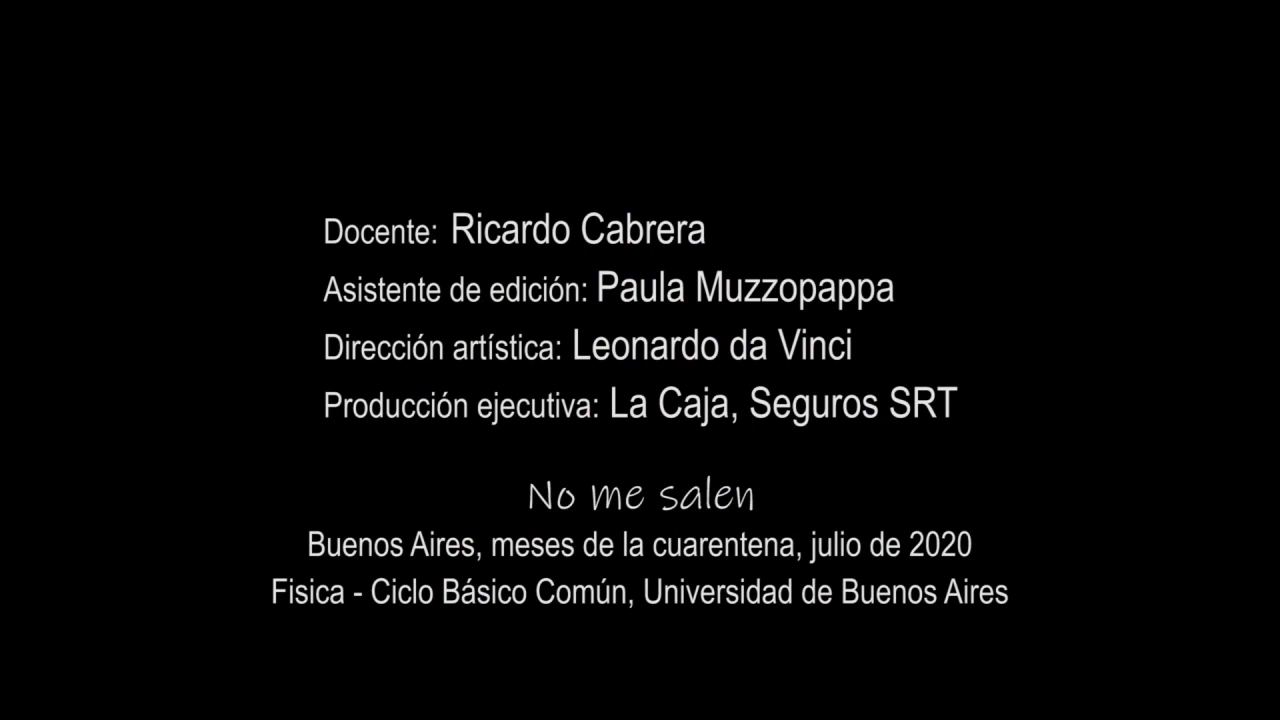 Docente: Ricardo Cabrera
Asistente de edición: Paula Muzzopappa
Dirección artística: Leonardo da Vinci
Producción ejecutiva: La Caja, Seguros SRT
No me salen
Buenos Aires, meses de la cuarentena, julio de 2020
Fisica - Ciclo Básico Común, Universidad de Buenos Aires